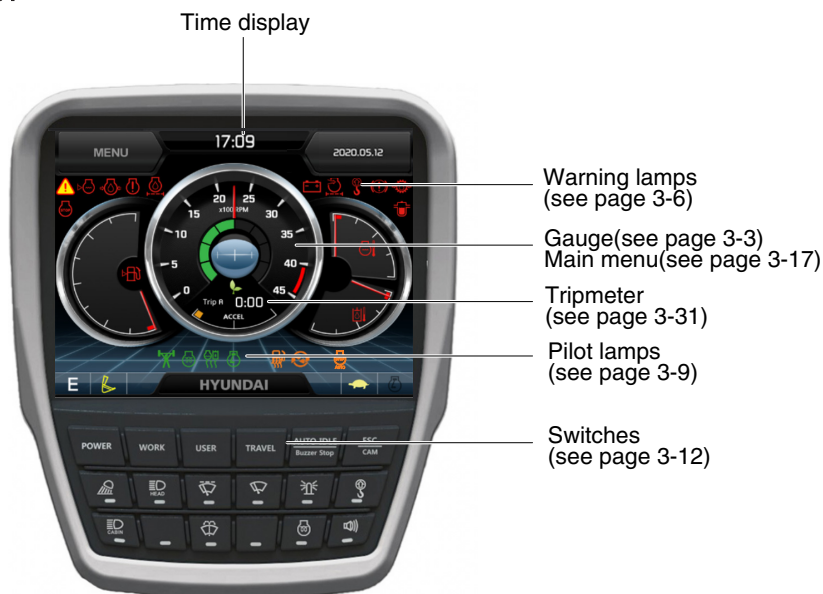 Time display
MENU
17:09
2020.05.12
Warning lamps
(see page 3-6)
20
25
x100 RPM
15
30
10
35
5
40
0
45
Gauge(see page 3-3)
Main menu(see page 3-17)
Trip A 0:00
ACCEL
Tripmeter
(see page 3-31)
Pilot lamps
(see page 3-9)
AUTO
E
HYUNDAI
POWER
WORK
USER
TRAVEL
AUTO IDLE
Buzzer Stop
ESC
CAM
Switches
(see page 3-12)
HEAD
CABIN